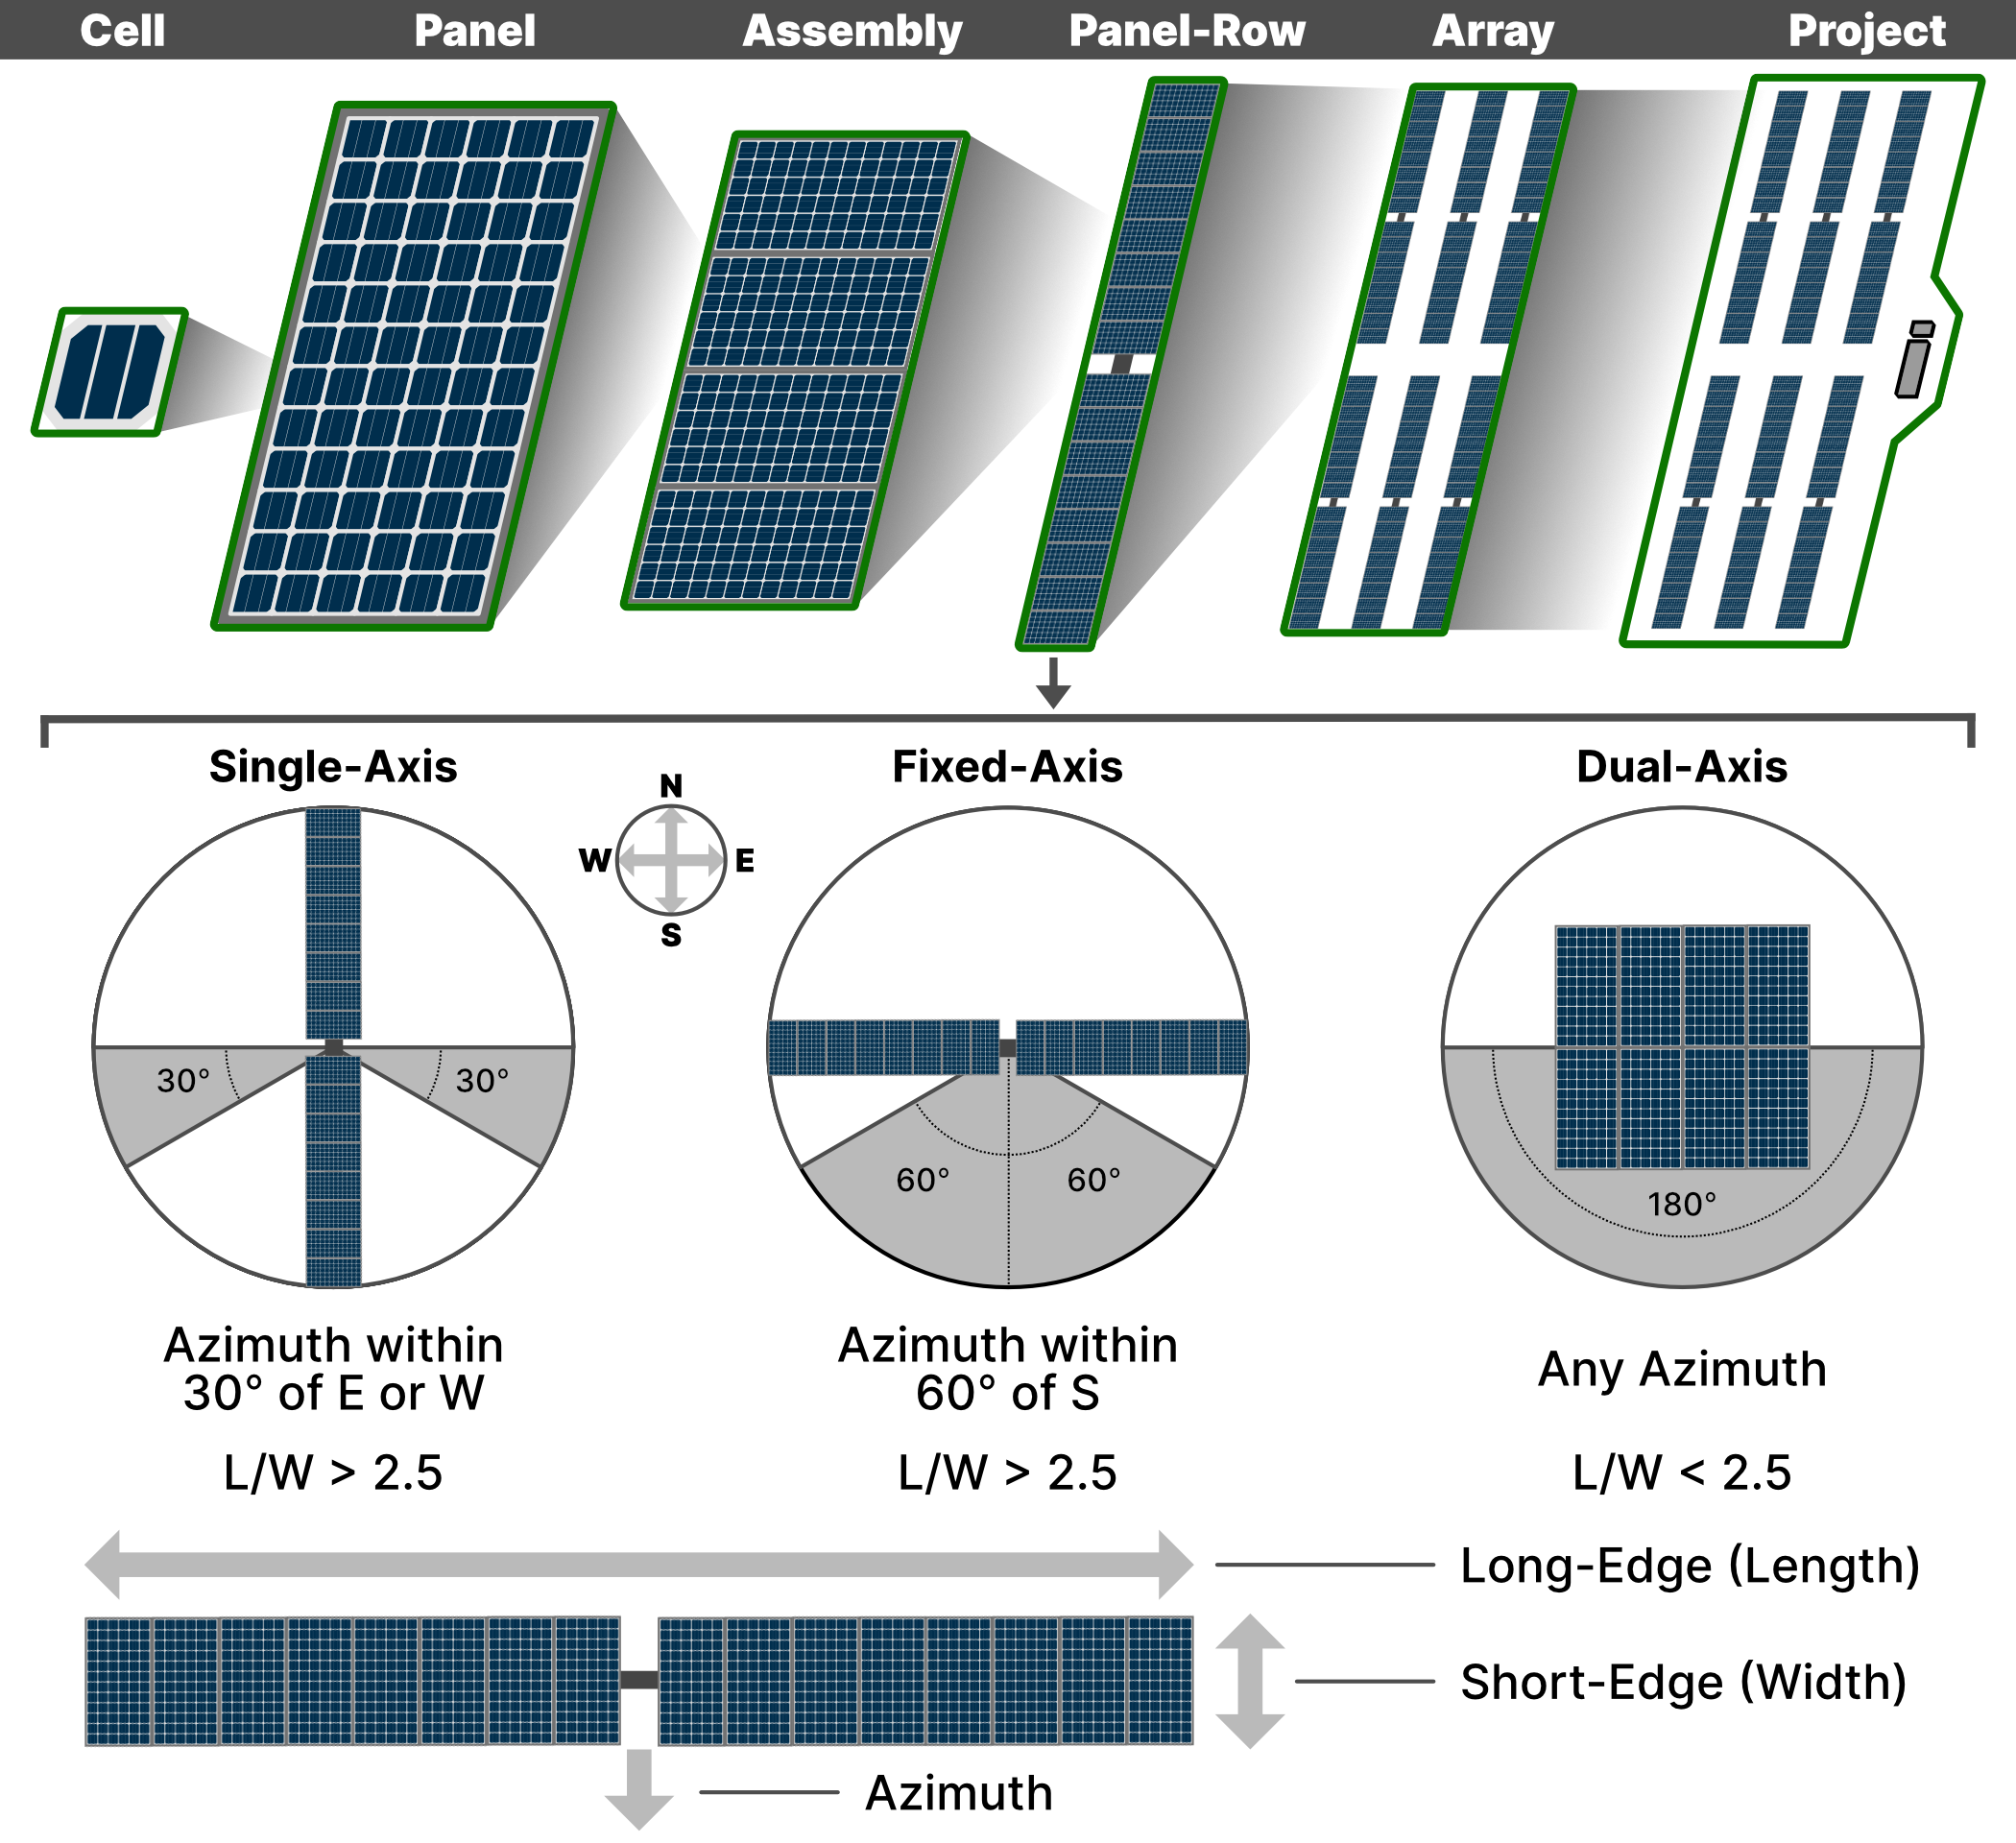 Cell Panel Assembly Panel-Row Array Project
Single-Axis
Fixed-Axis
Dual-Axis
N
W E
S
30° 30°
60° 60°
180°
Azimuth within
30° of E or W
L/W > 2.5
Azimuth within
60° of S
L/W > 2.5
Any Azimuth
L/W < 2.5
Long-Edge (Length)
Short-Edge (Width)
Azimuth